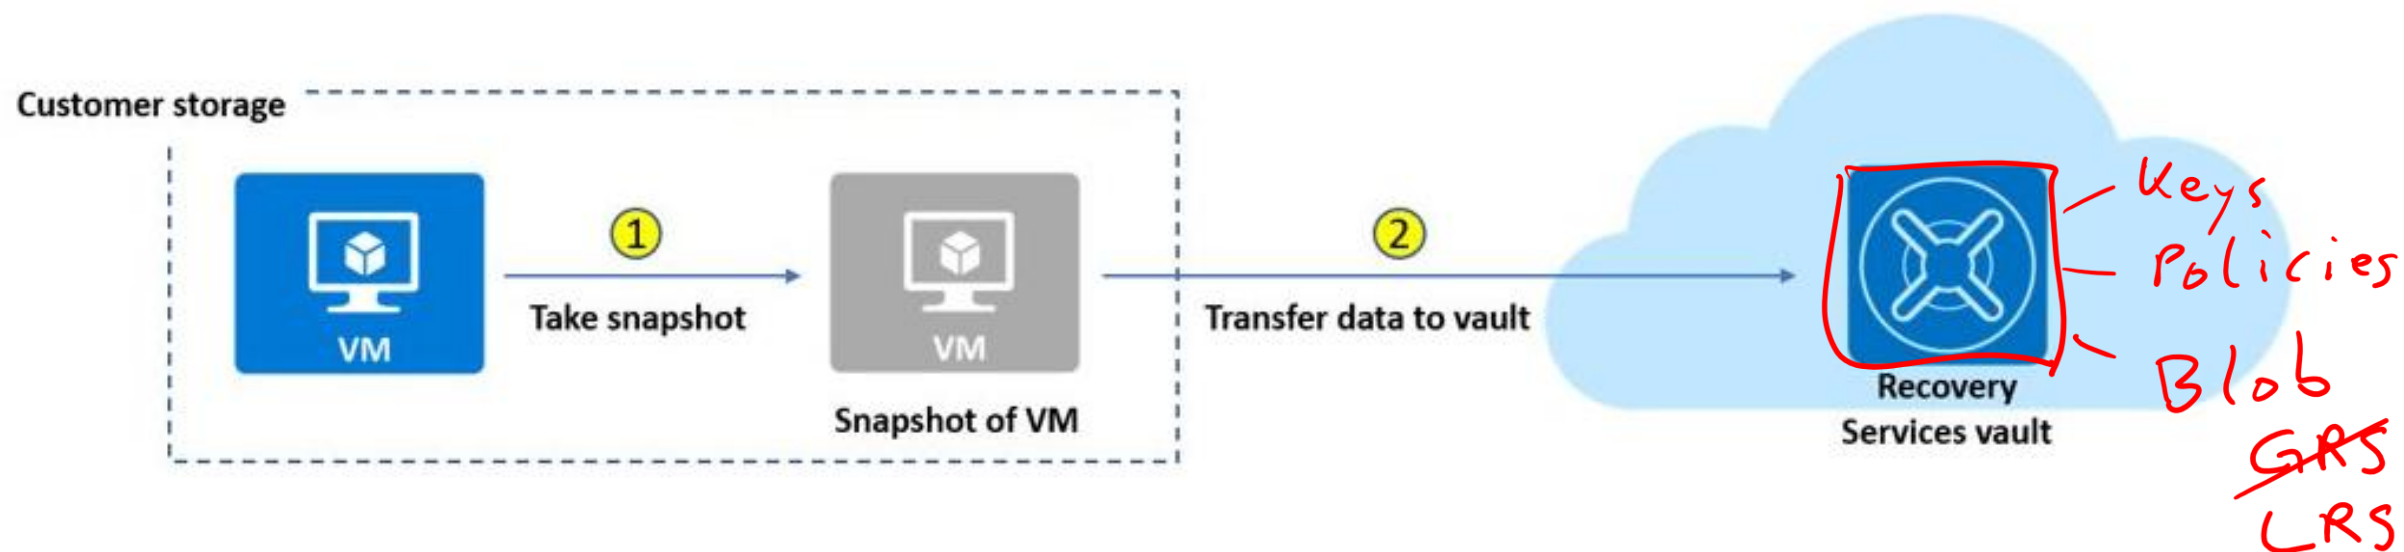 Customer storage
VM
1
Take snapshot
VM
Snapshot of VM
2
Transfer data to vault
Recovery
Services vault
Keys
Policies
Blob
GRS
LRS